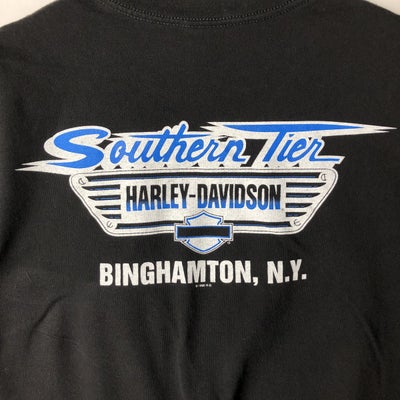 Southern Tier
HARLEY-DAVIDSON
BINGHAMTON, N.Y.